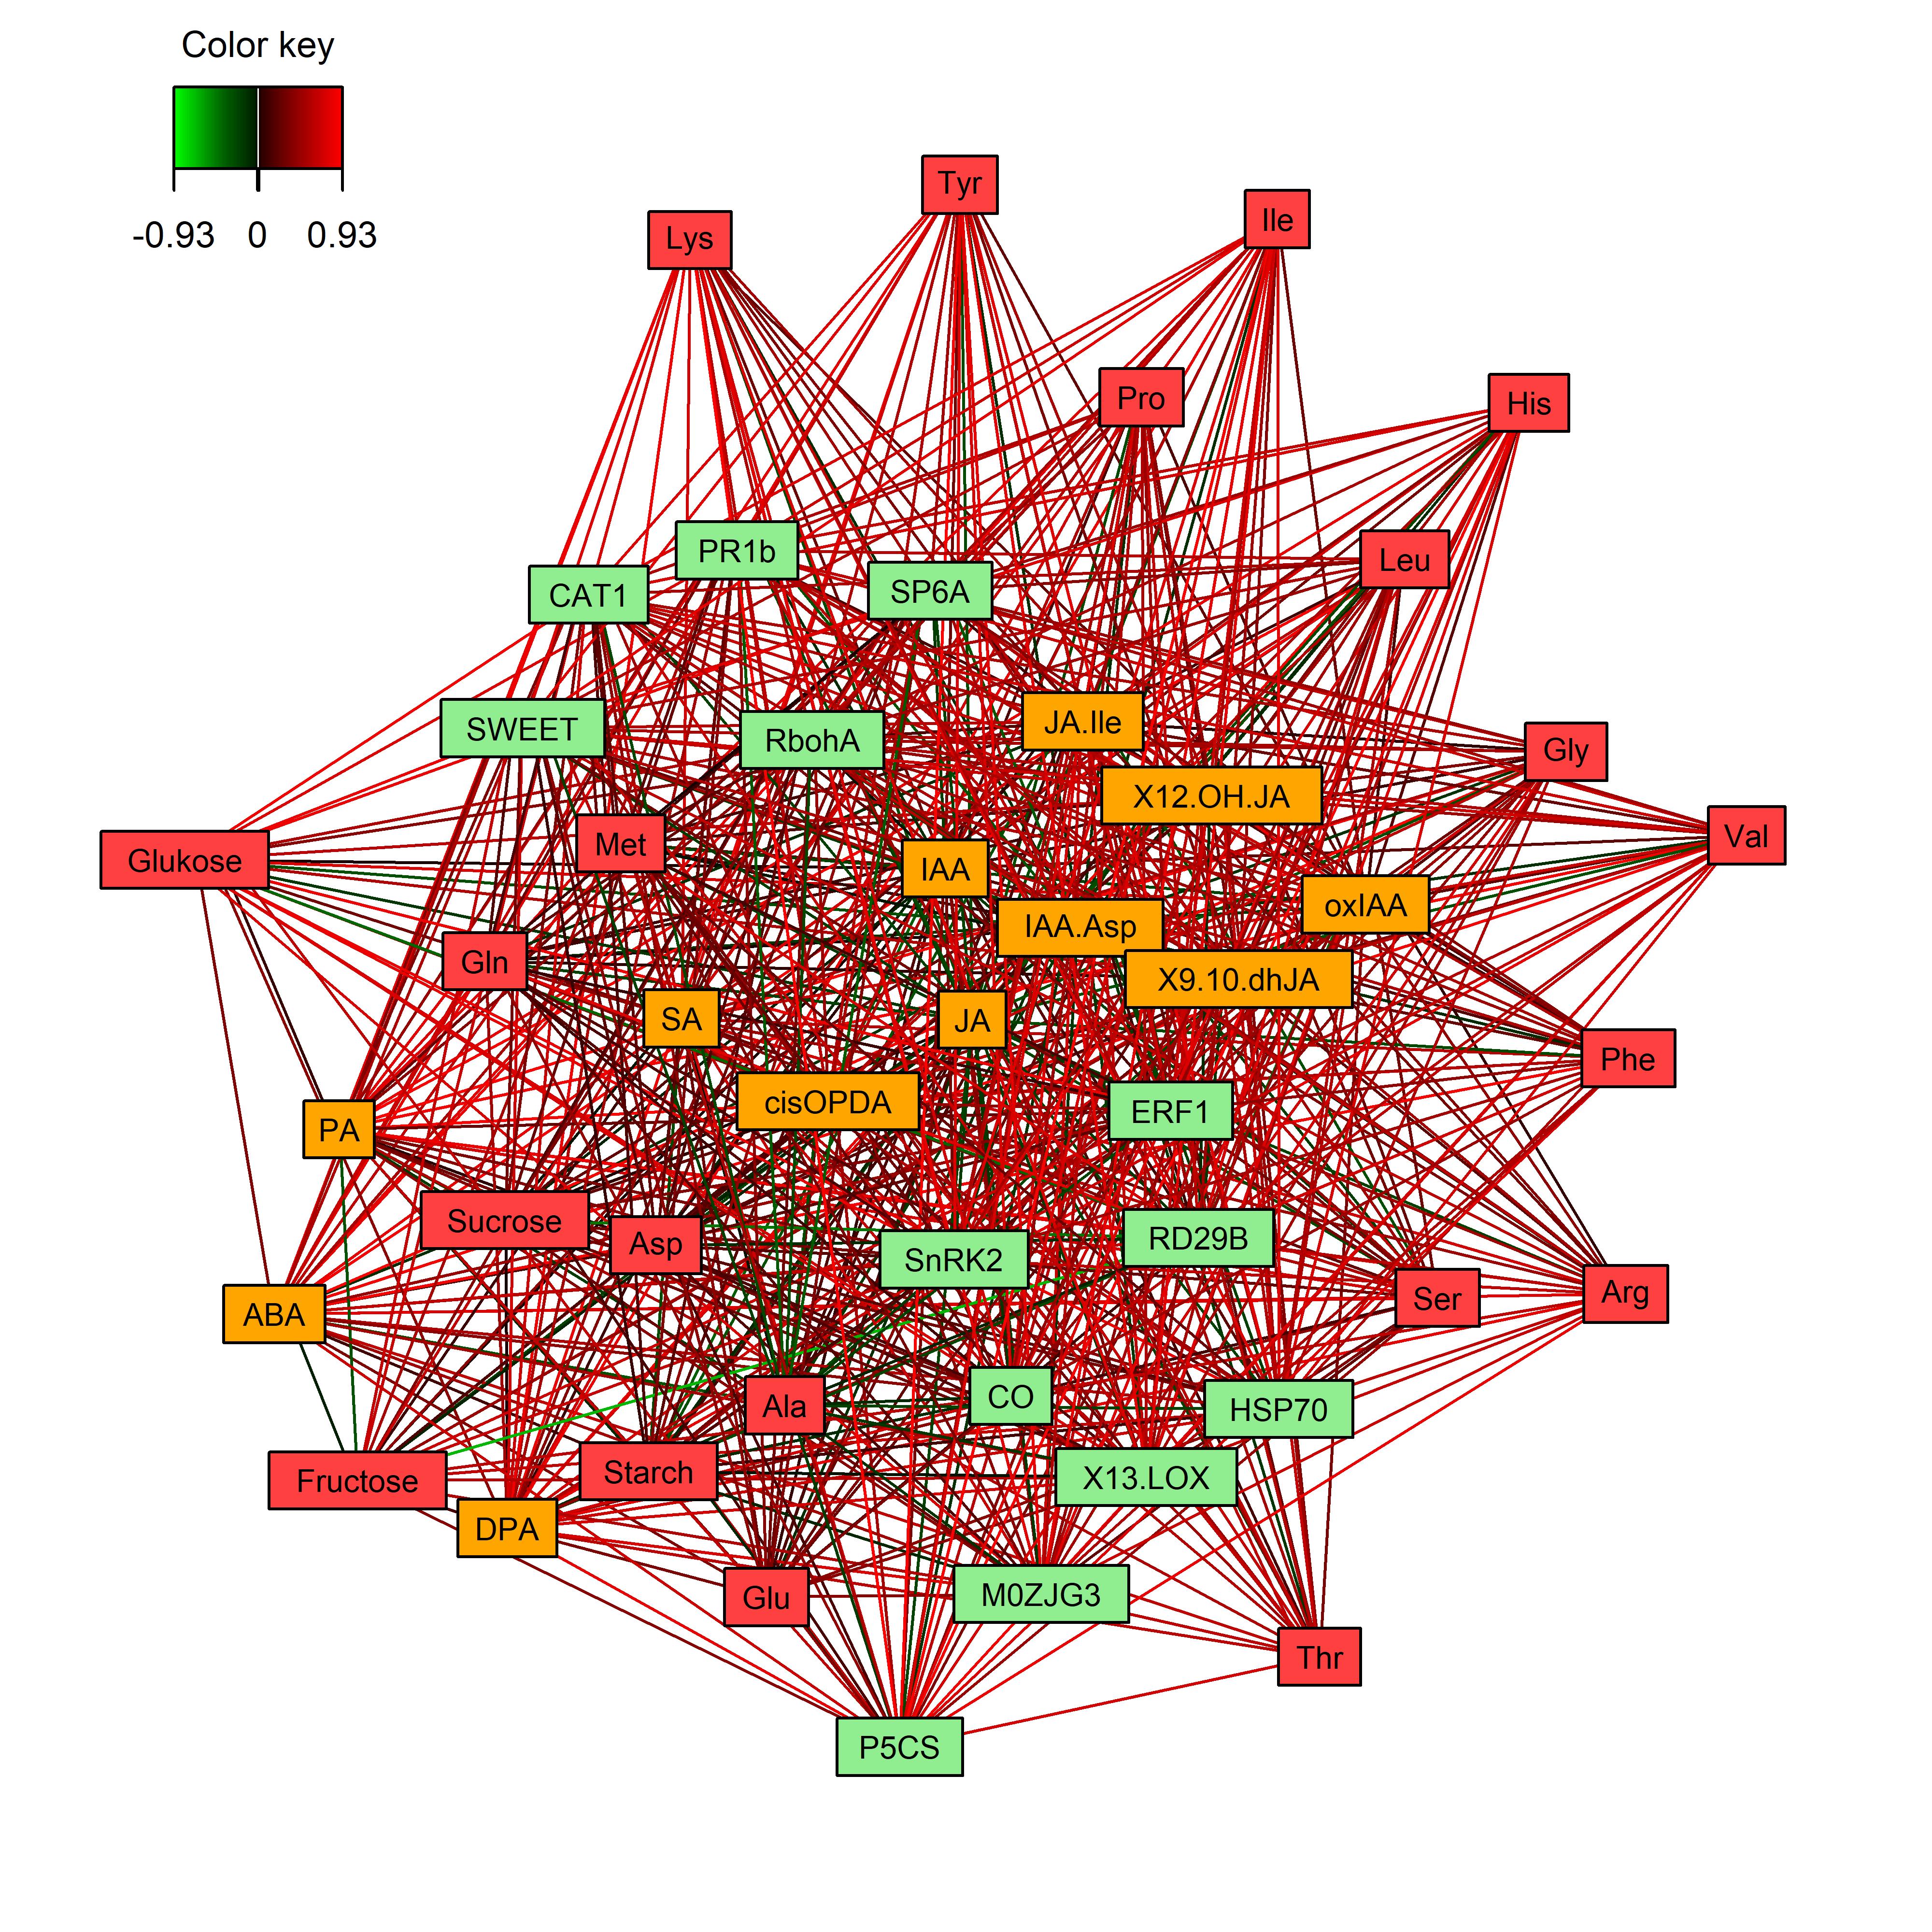 Color key
-0.93 0 0.93
Tyr
Ile
Lys
Pro
His
PR1b
Leu
CAT1
SP6A
SWEET
RbohA
JA.Ile
Gly
X12.OH.JA
Val
Glukose
Met
IAA
oxIAA
IAA.Asp
Gln
X9.10.dhJA
SA
JA
Phe
cisOPDA
ERF1
PA
Sucrose
Asp
RD29B
SnRK2
Ser
Arg
ABA
CO
Ala
HSP70
Starch
X13.LOX
Fructose
DPA
Glu
M0ZJG3
Thr
P5CS